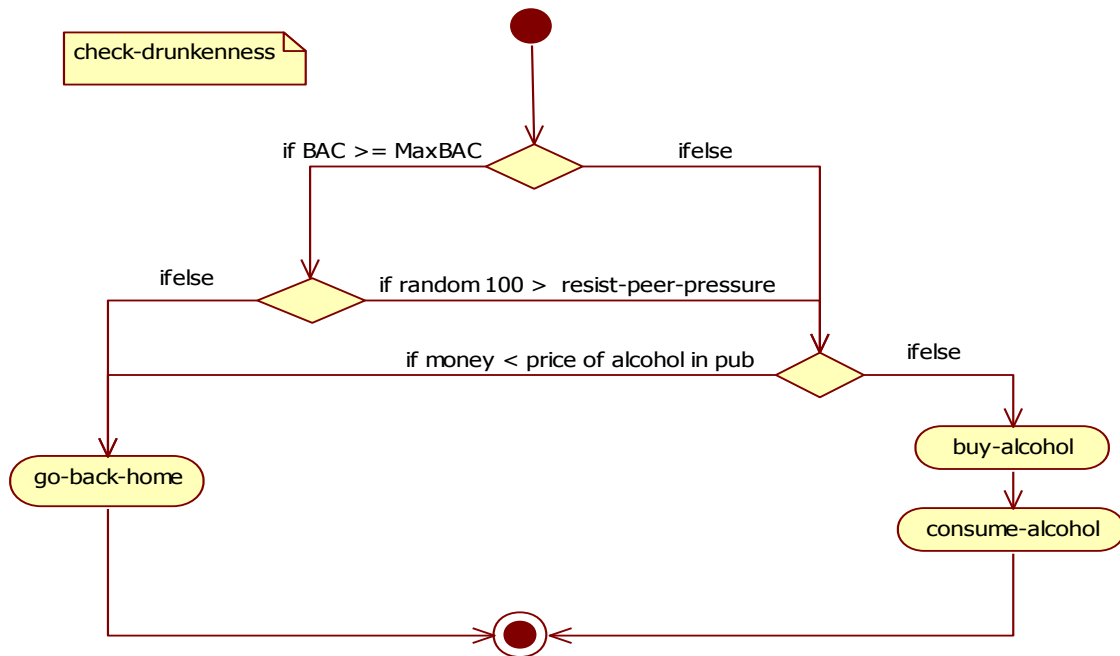 check-drunkenness
if BAC >= MaxBAC
ifelse
ifelse
if random 100 > resist-peer-pressure
if money < price of alcohol in pub
ifelse
buy-alcohol
go-back-home
consume-alcohol